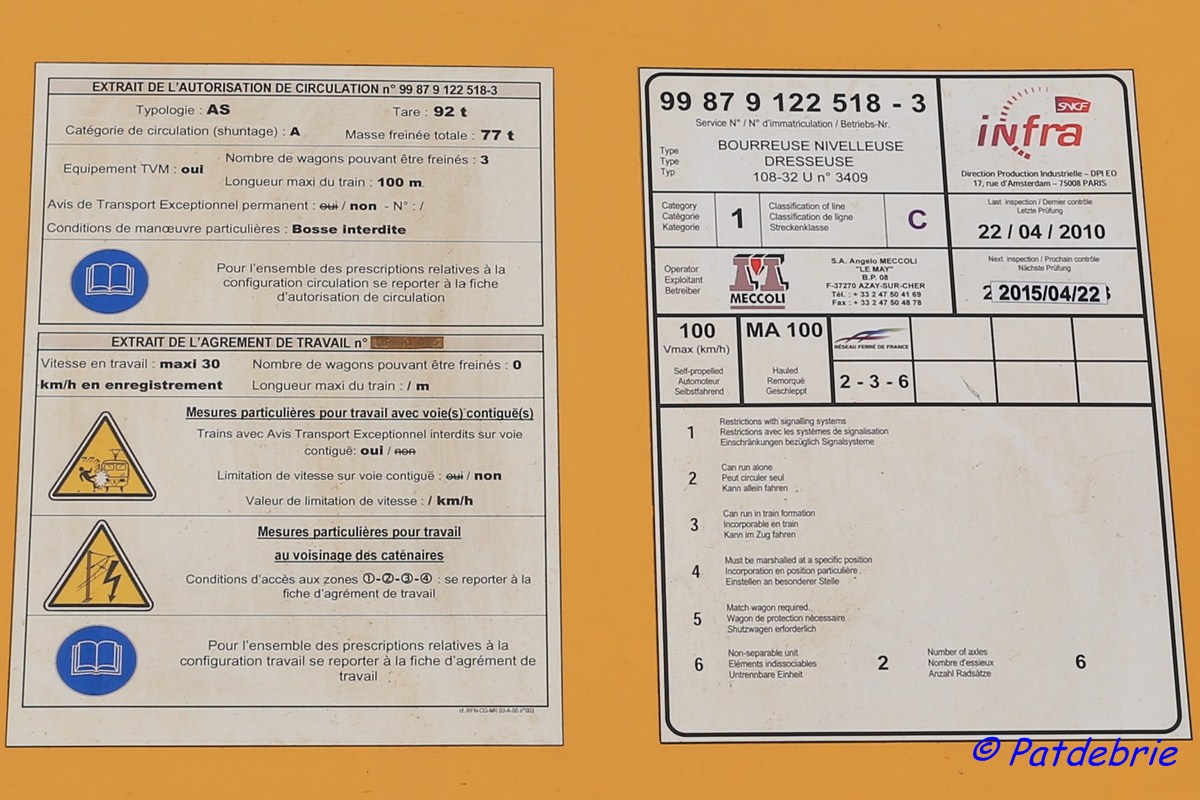 EXTRAIT DE L'AUTORISATION DE CIRCULATION n° 99 87 9 122 518-3
Typologie : AS
Tare : 92 t
Catégorie de circulation (shuntage) : A
Masse freinée totale : 77 t
Equipement TVM : oui
Nombre de wagons pouvant être freinés : 3
Longueur maxi du train : 100 m
Avis de Transport Exceptionnel permanent : oui / non - N° : /
Conditions de manœuvre particulières : Bosse interdite
Pour l'ensemble des prescriptions relatives à la
configuration circulation se reporter à la fiche
d'autorisation de circulation
EXTRAIT DE L'AGREMENT DE TRAVAIL n°
Vitesse en travail : maxi 30
km/h en enregistrement
Nombre de wagons pouvant être freinés : 0
Longueur maxi du train : / m
Mesures particulières pour travail avec voie(s) contiguë(s)
Trains avec Avis Transport Exceptionnel interdits sur voie
contiguë: oui / non
Limitation de vitesse sur voie contiguë : oui / non
Valeur de limitation de vitesse : / km/h
Mesures particulières pour travail
au voisinage des caténaires
Conditions d'accès aux zones ①-②-③-④ : se reporter à la
fiche d'agrément de travail
Pour l'ensemble des prescriptions relatives à la
configuration travail se reporter à la fiche d'agrément de
travail
99 87 9 122 518 - 3
Service N° / N° d'immatriculation / Betriebs-Nr.
Type
Type
Typ
BOURREUSE NIVELLEUSE
DRESSEUSE
108-32 U n° 3409
SNCF
iNfra
Direction Production Industrielle – DPI EO
17, rue d'Amsterdam – 75008 PARIS
Category
Catégorie
Kategorie
1
Classification of line
Classification de ligne
Streckenklasse
C
Last inspection / Dernier contrôle
Letzte Prüfung
22 / 04 / 2010
Operator
Exploitant
Betreiber
MECCOLI
S.A. Angelo MECCOLI
"LE MAY"
B.P. 08
F-37270 AZAY-SUR-CHER
Tél. : + 33 2 47 50 41 69
Fax : + 33 2 47 50 48 78
Next inspection / Prochain contrôle
Nächste Prüfung
2015/04/22
100
Vmax (km/h)
MA 100
RÉSEAU FERRÉ DE FRANCE
Self-propelled
Automoteur
Selbstfahrend
Hauled
Remorqué
Geschleppt
2 - 3 - 6
1
Restrictions with signalling systems
Restrictions avec les systèmes de signalisation
Einschränkungen bezüglich Signalsysteme
2
Can run alone
Peut circuler seul
Kann allein fahren
3
Can run in train formation
Incorporable en train
Kann im Zug fahren
4
Must be marshalled at a specific position
Incorporation en position particulière
Einstellen an besonderer Stelle
5
Match wagon required
Wagon de protection nécessaire
Shutzwagen erforderlich
6
Non-separable unit
Eléments indissociables
Untrennbare Einheit
2
Number of axles
Nombre d'essieux
Anzahl Radsätze
6
© Patdebrie